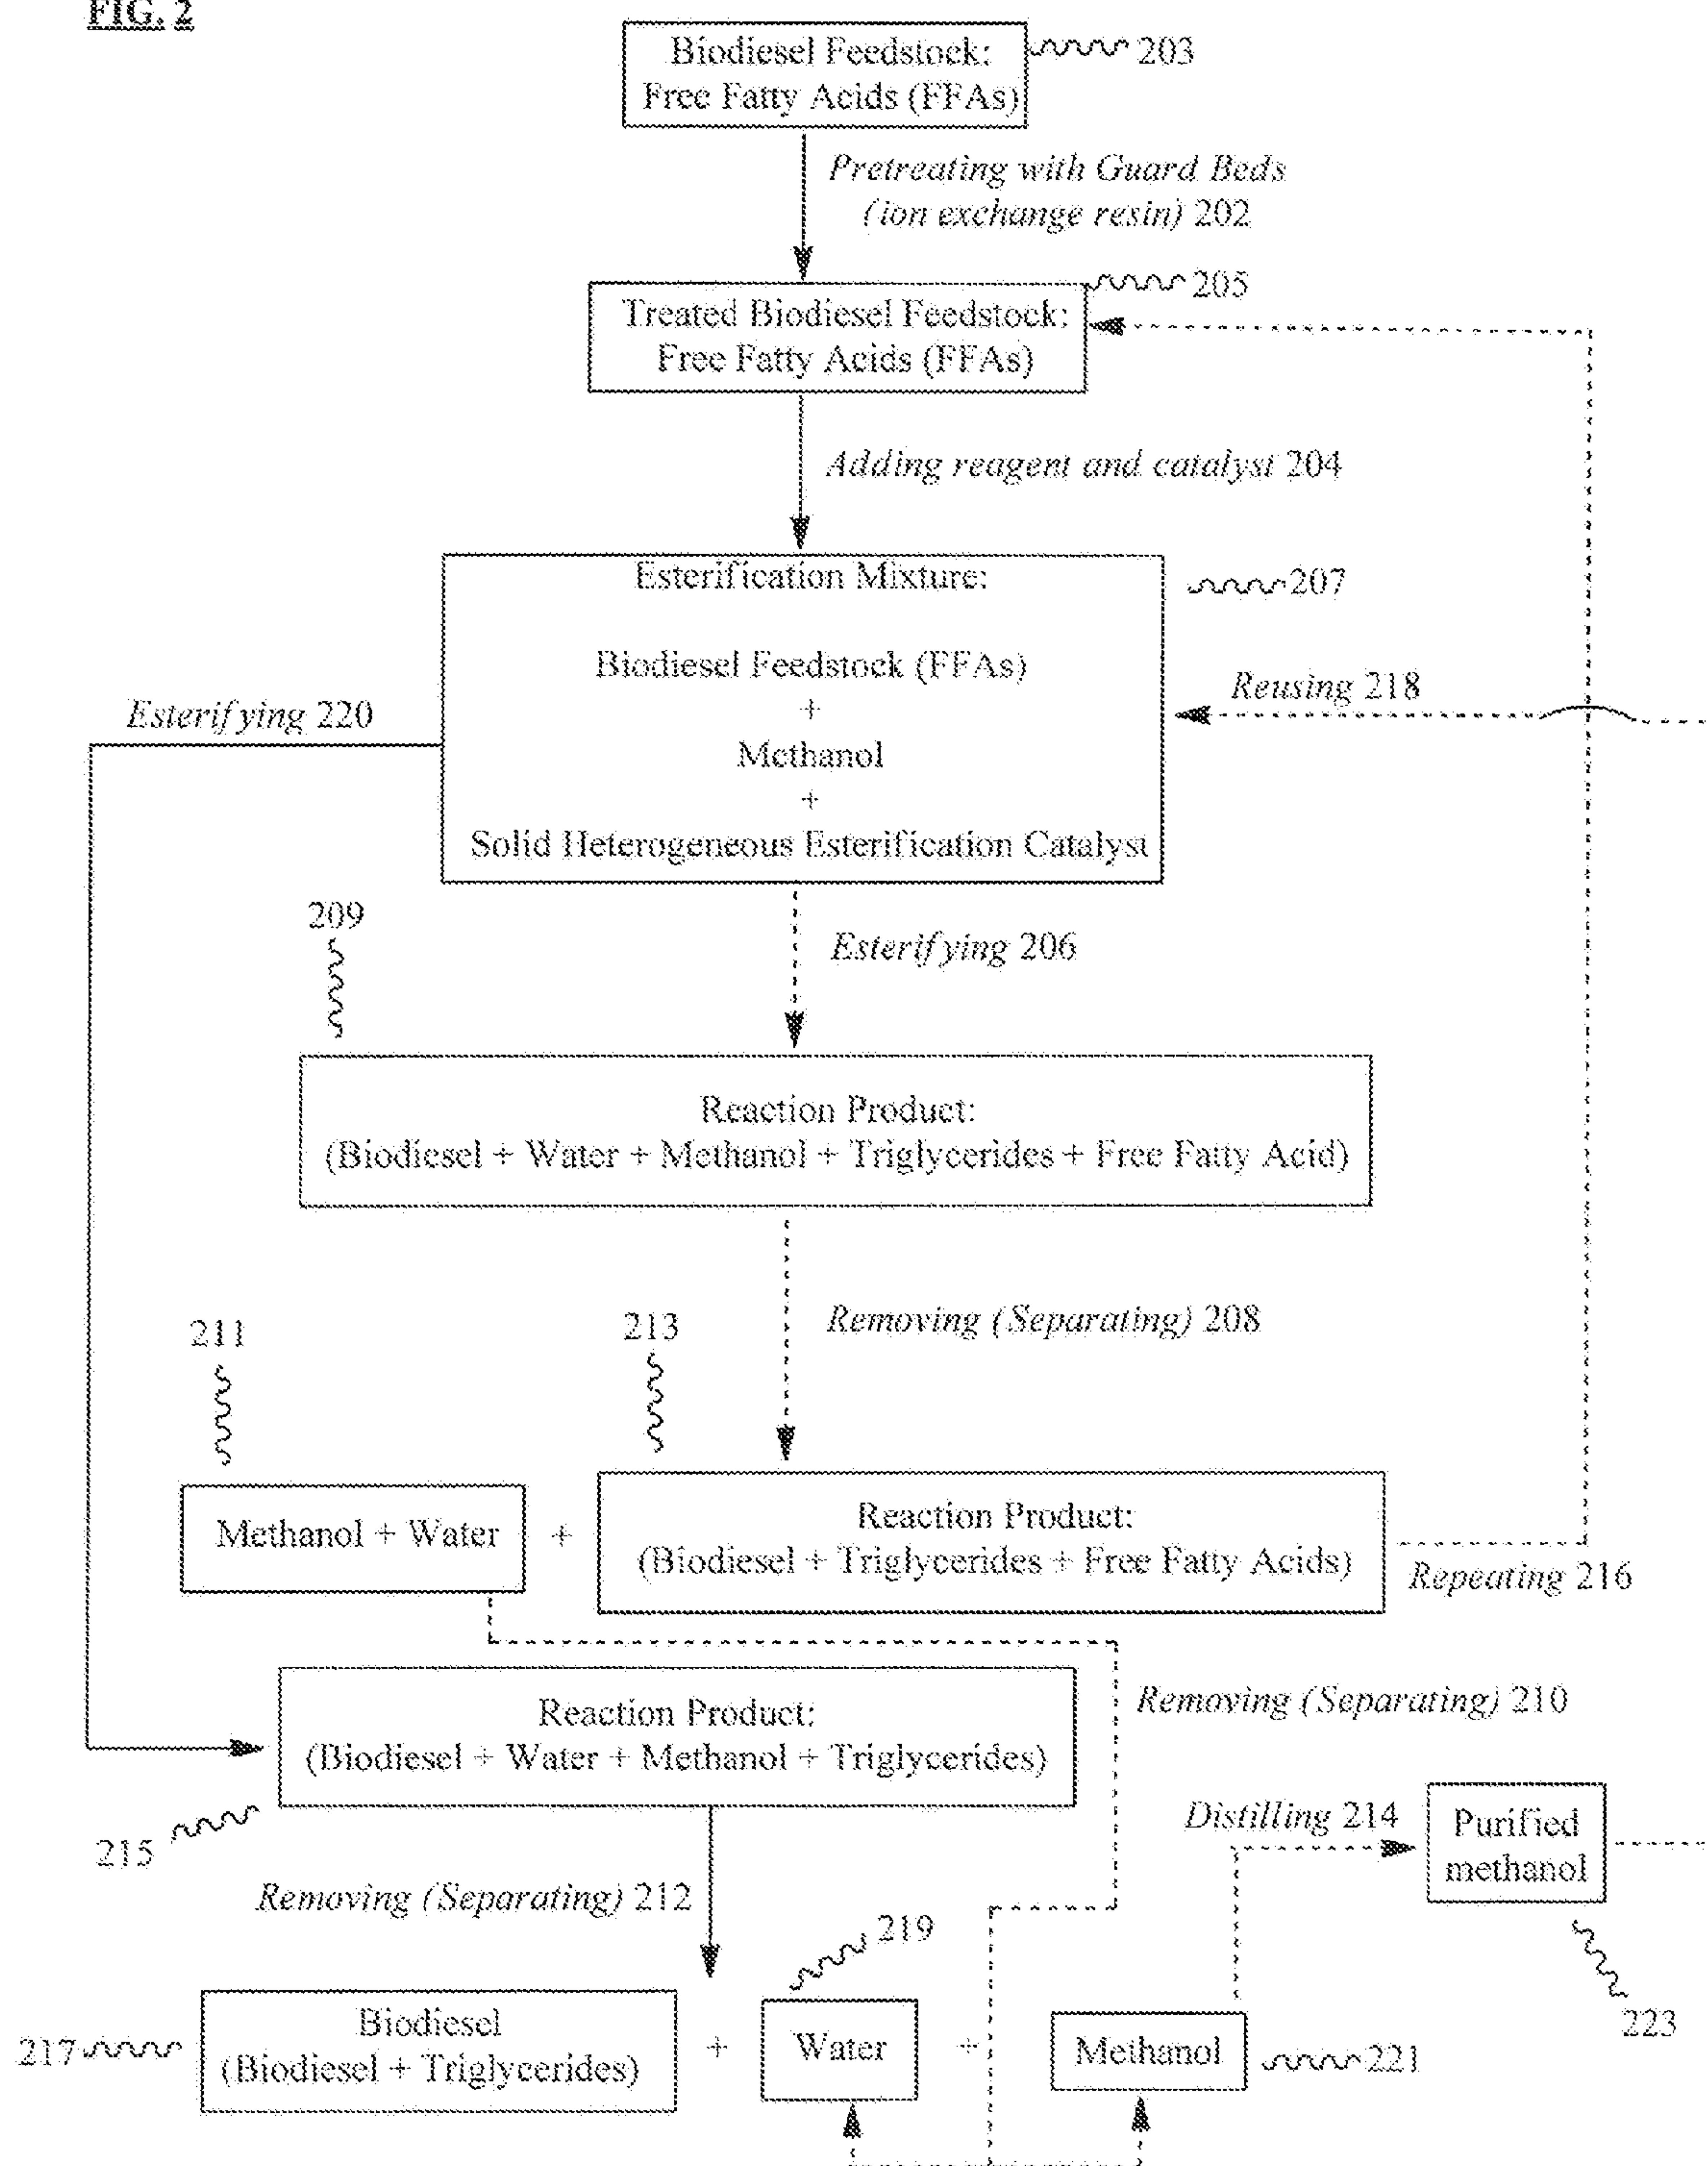 FIG. 2
Biodiesel Feedstock:
Free Fatty Acids (FFAs)
203
Pretreating with Guard Beds
(ion exchange resin) 202
205
Treated Biodiesel Feedstock:
Free Fatty Acids (FFAs)
Adding reagent and catalyst 204
Esterification Mixture:
207
Biodiesel Feedstock (FFAs)
+
Methanol
+
Solid Heterogeneous Esterification Catalyst
Reusing 218
Esterifying 220
209
Esterifying 206
Reaction Product:
(Biodiesel + Water + Methanol + Triglycerides + Free Fatty Acid)
Removing (Separating) 208
211
213
Methanol + Water
+
Reaction Product:
(Biodiesel + Triglycerides + Free Fatty Acids)
Repeating 216
Reaction Product:
(Biodiesel + Water + Methanol + Triglycerides)
Removing (Separating) 210
215
Distilling 214
Purified
methanol
Removing (Separating) 212
219
223
217
Biodiesel
(Biodiesel + Triglycerides)
+
Water
+
Methanol
221